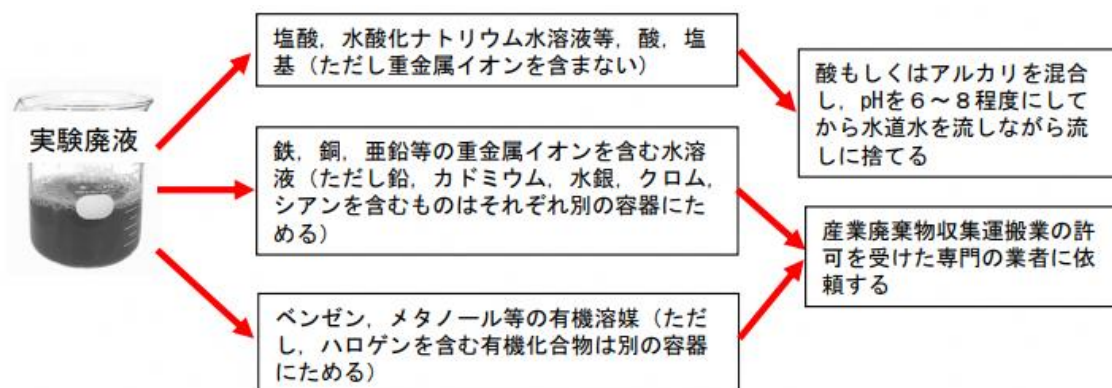 実験廃液
塩酸，水酸化ナトリウム水溶液等，酸，塩
基（ただし重金属イオンを含まない）
酸もしくはアルカリを混合
し，pHを６～８程度にして
から水道水を流しながら流
しに捨てる
鉄，銅，亜鉛等の重金属イオンを含む水溶
液（ただし鉛，カドミウム，水銀，クロム，
シアンを含むものはそれぞれ別の容器にた
める）
産業廃棄物収集運搬業の許
可を受けた専門の業者に依
頼する
ベンゼン，メタノール等の有機溶媒（ただ
し，ハロゲンを含む有機化合物は別の容器
にためる）